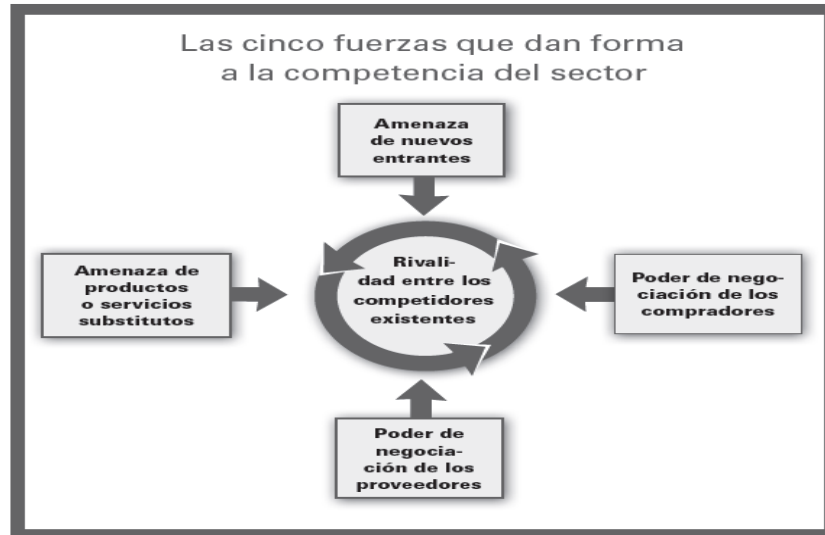 Las cinco fuerzas que dan forma
a la competencia del sector
Amenaza
de nuevos
entrantes
Amenaza de
productos
o servicios
substitutos
Rivali-
dad entre los
competidores
existentes
Poder de nego-
ciación de los
compradores
Poder de
negocia-
ción de los
proveedores